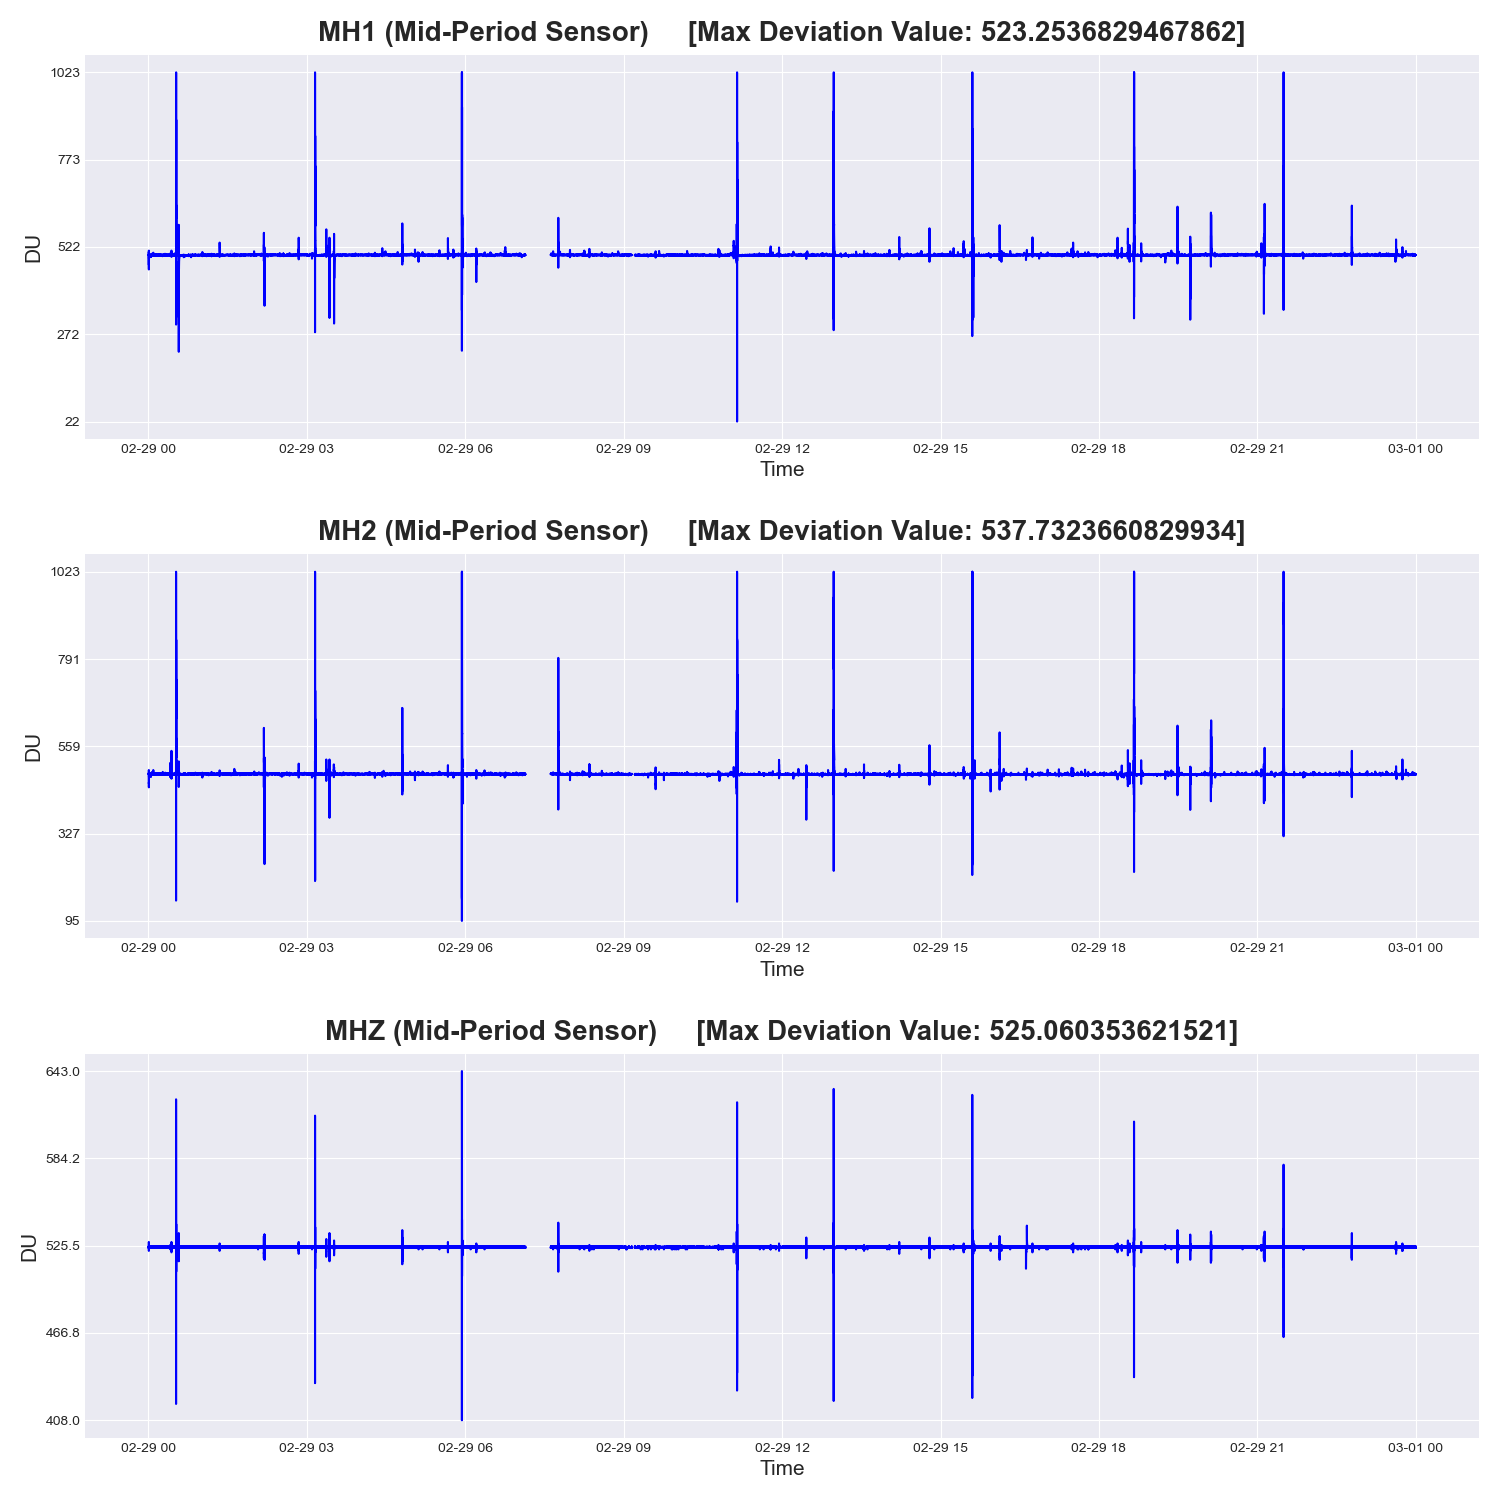 MH1 (Mid-Period Sensor)     [Max Deviation Value: 523.2536829467862]
1023
773
522
272
22
DU
02-29 00 02-29 03 02-29 06 02-29 09 02-29 12 02-29 15 02-29 18 02-29 21 03-01 00
Time
MH2 (Mid-Period Sensor)     [Max Deviation Value: 537.7323660829934]
1023
791
559
327
95
DU
02-29 00 02-29 03 02-29 06 02-29 09 02-29 12 02-29 15 02-29 18 02-29 21 03-01 00
Time
MHZ (Mid-Period Sensor)     [Max Deviation Value: 525.060353621521]
643.0
584.2
525.5
466.8
408.0
DU
02-29 00 02-29 03 02-29 06 02-29 09 02-29 12 02-29 15 02-29 18 02-29 21 03-01 00
Time